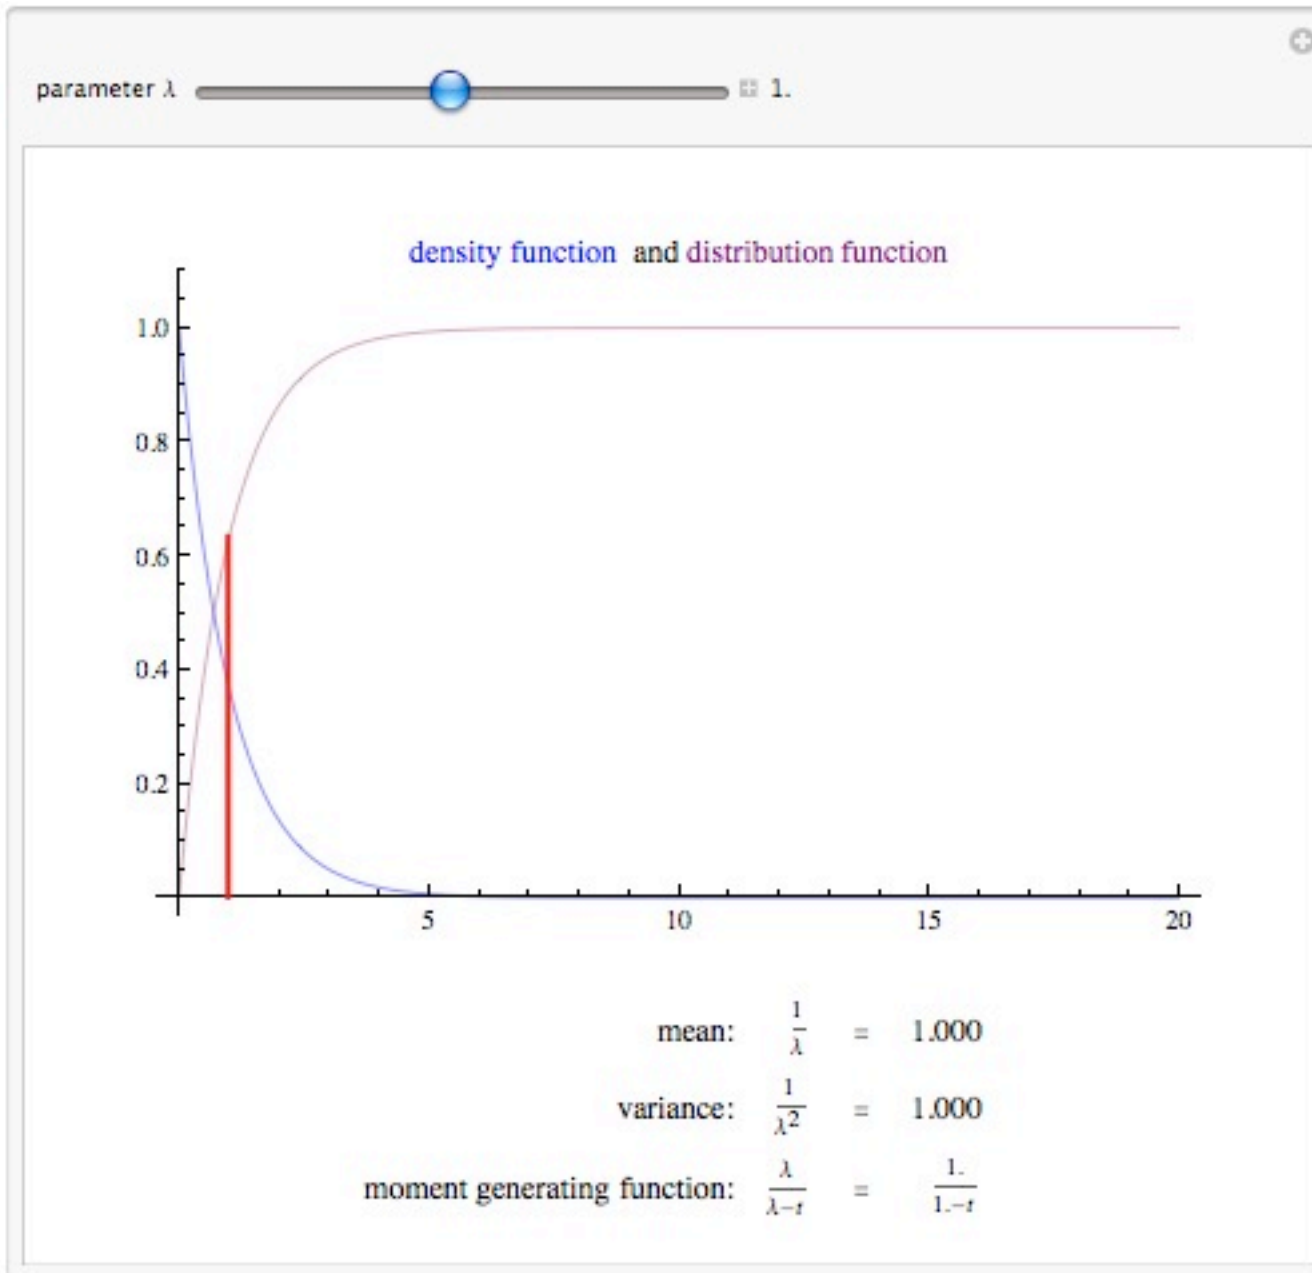 parameter λ 1.
density function and distribution function
1.0
0.8
0.6
0.4
0.2
5 10 15 20
mean: 1/λ = 1.000
variance: 1/λ² = 1.000
moment generating function: λ/(λ−t) = 1./(1.−t)